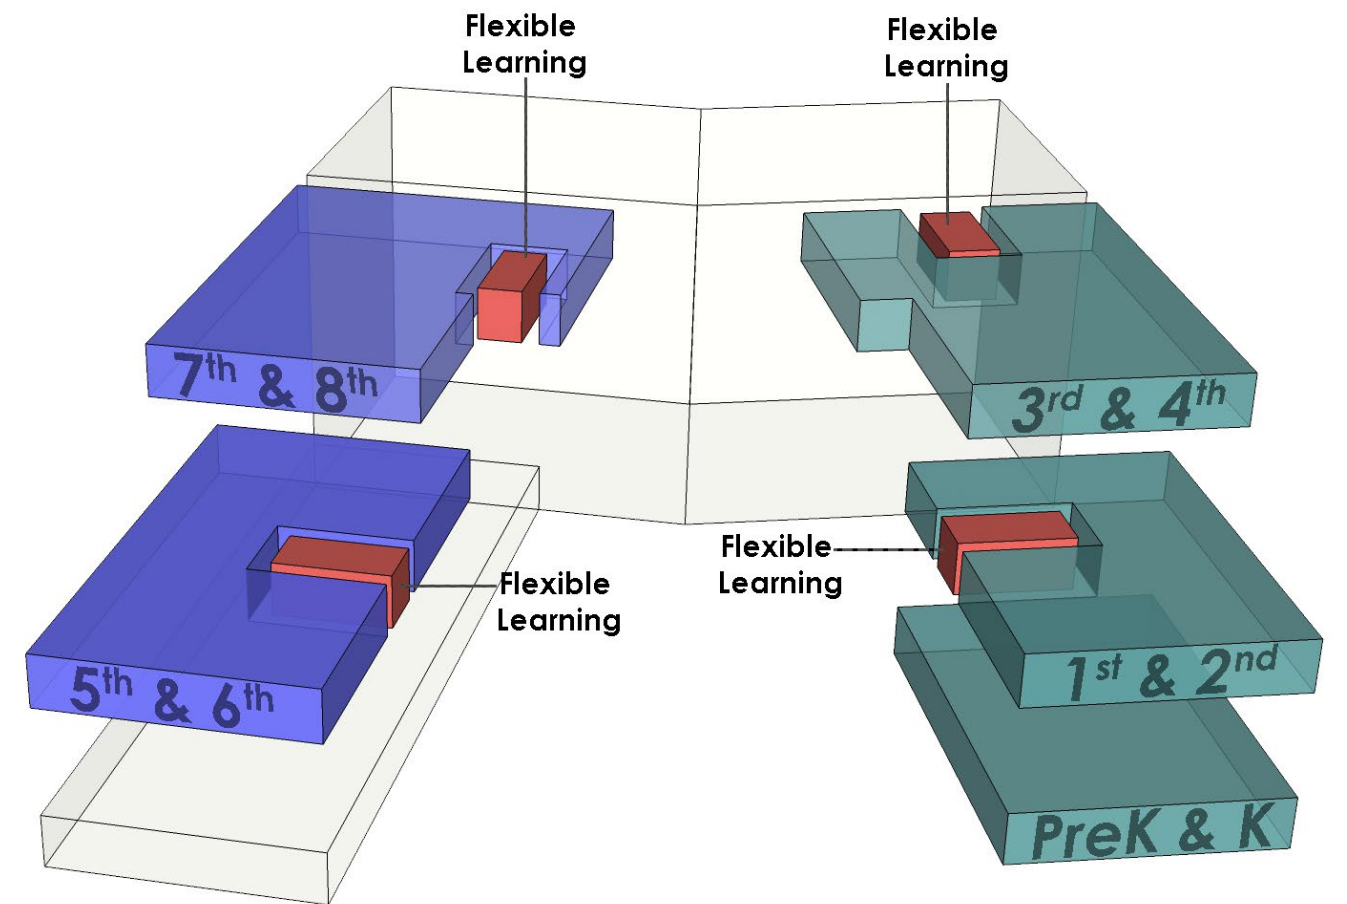 Flexible
Learning
Flexible
Learning
7th & 8th
3rd & 4th
Flexible
Learning
Flexible
Learning
5th & 6th
1st & 2nd
PreK & K